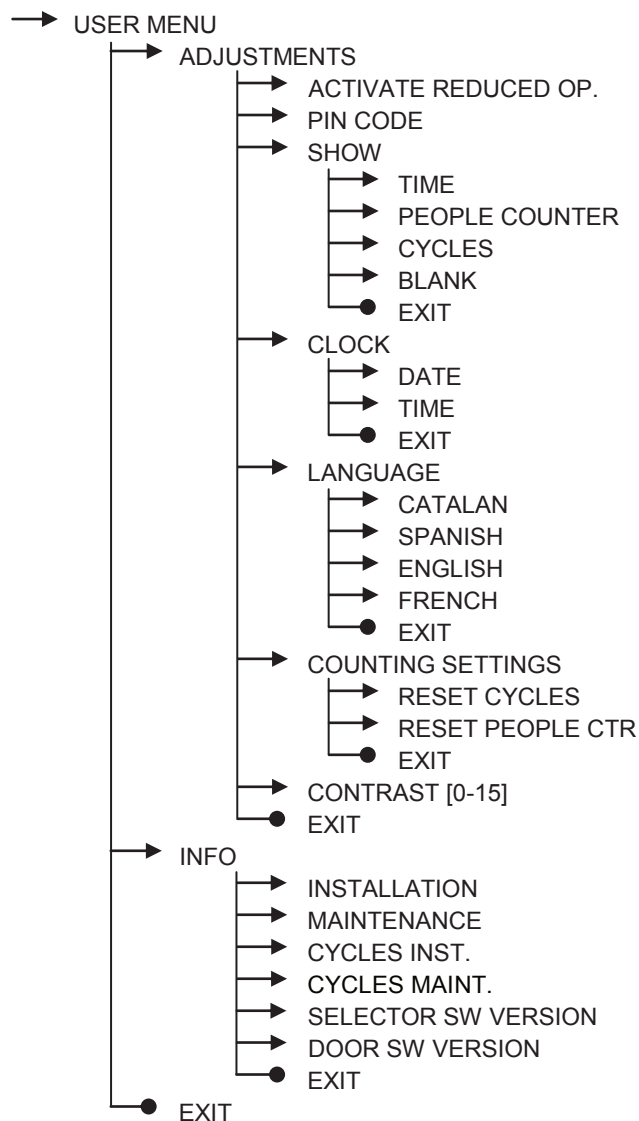 USER MENU
ADJUSTMENTS
ACTIVATE REDUCED OP.
PIN CODE
SHOW
TIME
PEOPLE COUNTER
CYCLES
BLANK
EXIT
CLOCK
DATE
TIME
EXIT
LANGUAGE
CATALAN
SPANISH
ENGLISH
FRENCH
EXIT
COUNTING SETTINGS
RESET CYCLES
RESET PEOPLE CTR
EXIT
CONTRAST [0-15]
EXIT
INFO
INSTALLATION
MAINTENANCE
CYCLES INST.
CYCLES MAINT.
SELECTOR SW VERSION
DOOR SW VERSION
EXIT
EXIT